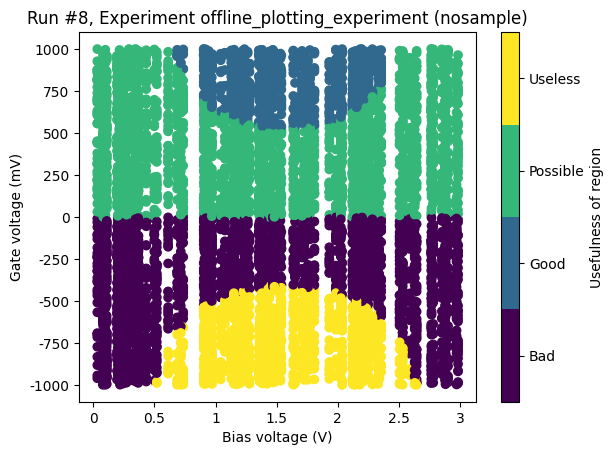 Run #8, Experiment offline_plotting_experiment (nosample)
1000
750
500
250
0
-250
-500
-750
-1000
Gate voltage (mV)
0
0.5
1
1.5
2
2.5
3
Bias voltage (V)
Useless
Possible
Good
Bad
Usefulness of region